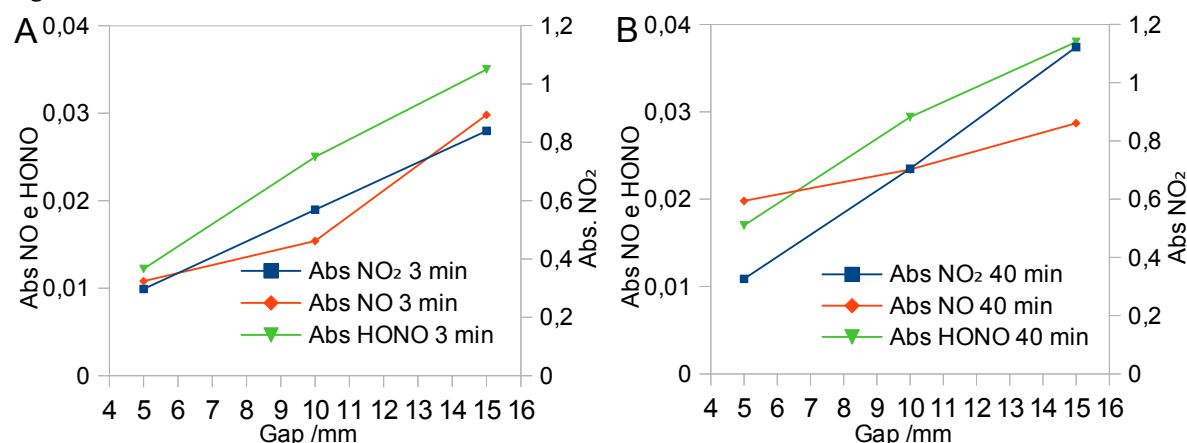 A
Abs NO e HONO
0,04
0,03
0,02
0,01
0
1,2
1
0,8
0,6
0,4
0,2
0
Abs. NO₂
Abs NO₂ 3 min
Abs NO 3 min
Abs HONO 3 min
4 5 6 7 8 9 10 11 12 13 14 15 16
Gap /mm
B
Abs NO e HONO
0,04
0,03
0,02
0,01
0
1,2
1
0,8
0,6
0,4
0,2
0
Abs NO₂
Abs NO₂ 40 min
Abs NO 40 min
Abs HONO 40 min
4 5 6 7 8 9 10 11 12 13 14 15 16
Gap /mm